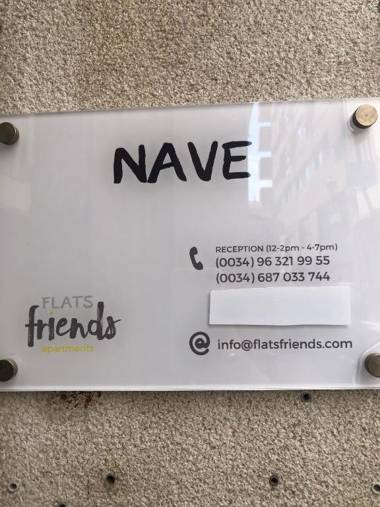 NAVE
RECEPTION (12-2pm - 4-7pm)
(0034) 96 321 99 55
(0034) 687 033 744
FLATS
friends
apartments
@ info@flatsfriends.com